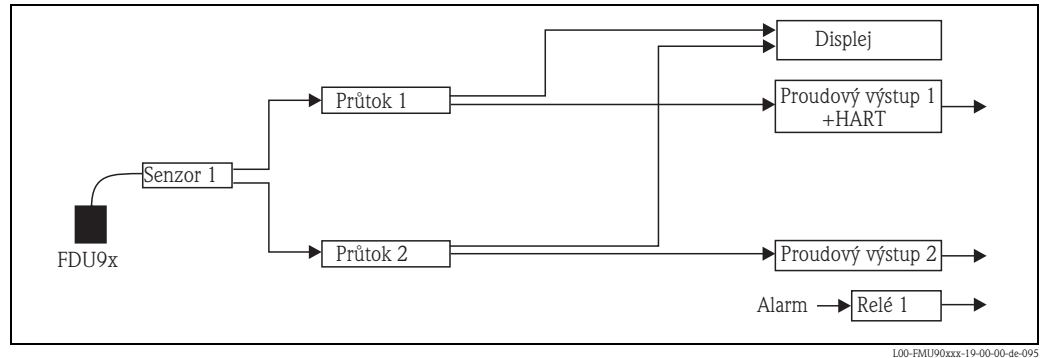 Displej
Průtok 1
Proudový výstup 1
+HART
Senzor 1
FDU9x
Průtok 2
Proudový výstup 2
Alarm
Relé 1
L00-FMU90xxx-19-00-00-de-095